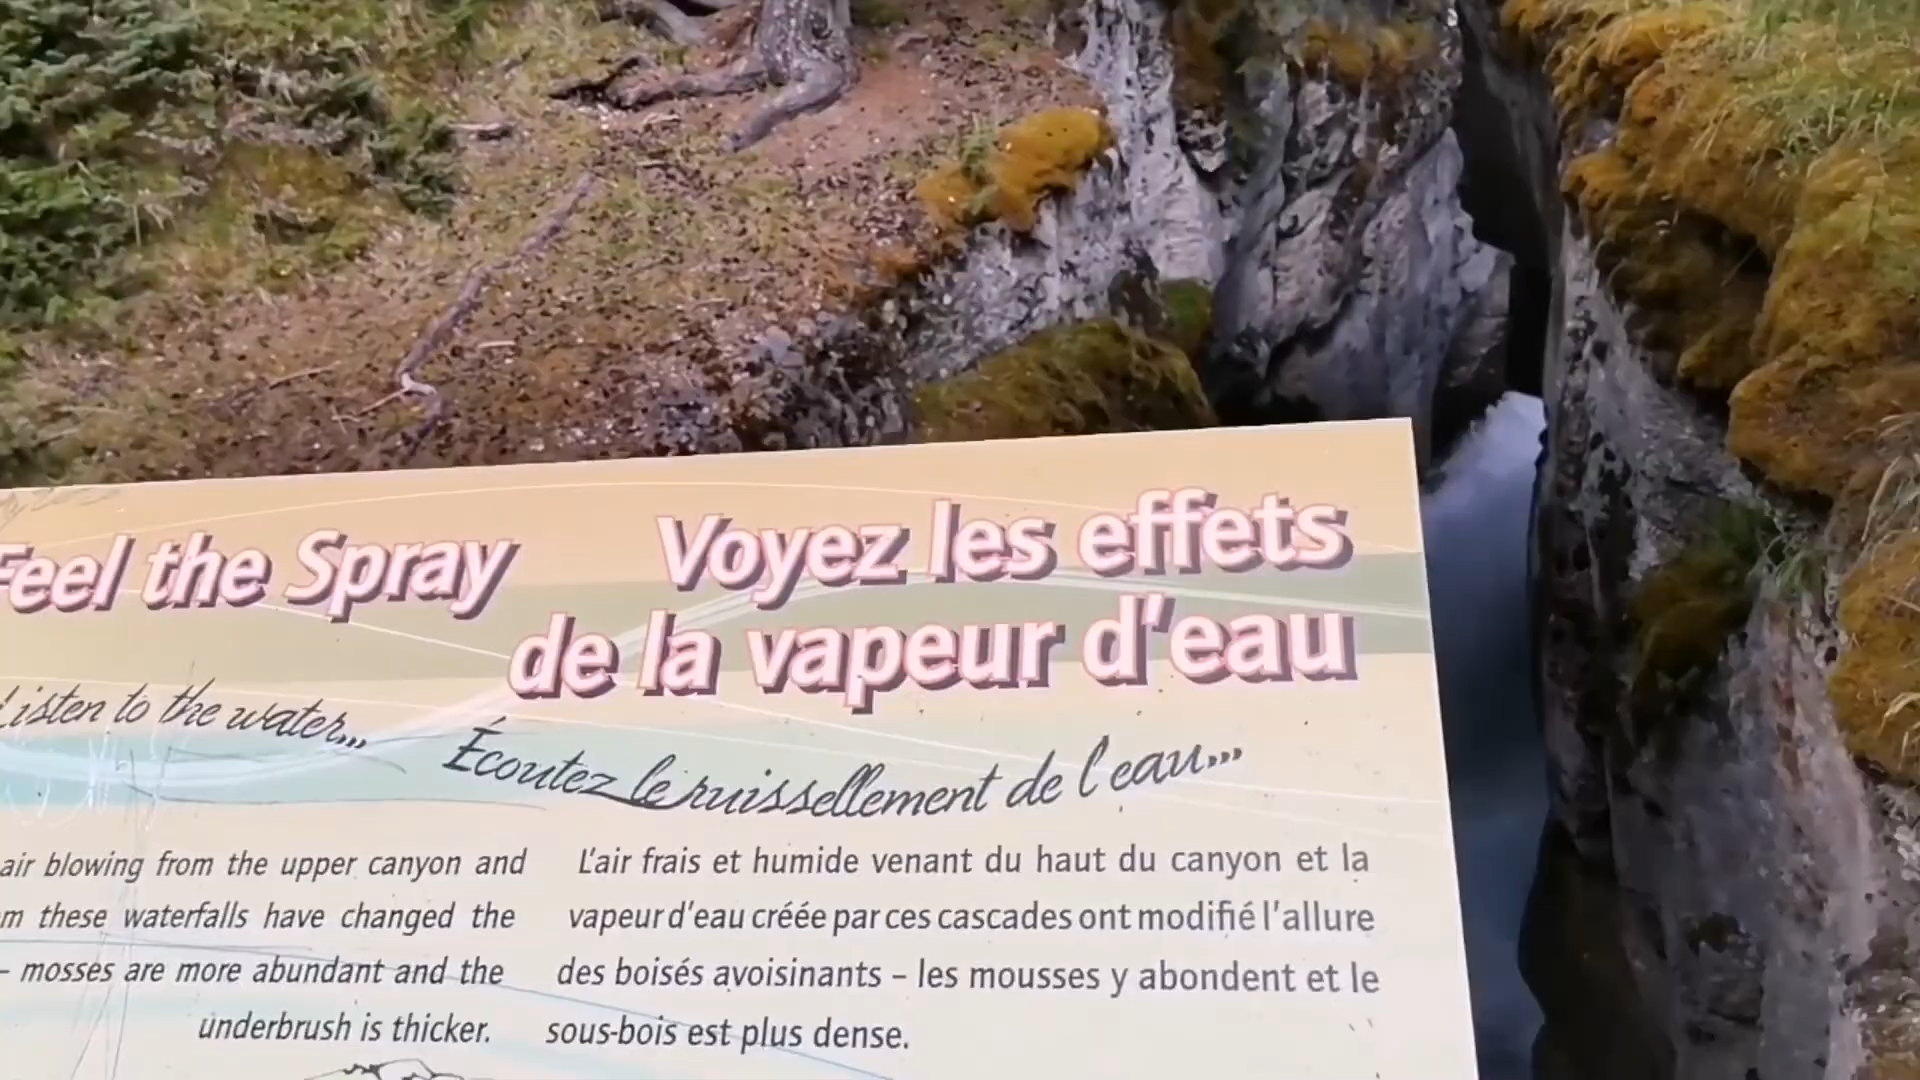 Feel the Spray
Listen to the water...
air blowing from the upper canyon and
these waterfalls have changed the
– mosses are more abundant and the
underbrush is thicker.
Voyez les effets
de la vapeur d'eau
Écoutez le ruissellement de l'eau...
L'air frais et humide venant du haut du canyon et la
vapeur d'eau créée par ces cascades ont modifié l'allure
des boisés avoisinants – les mousses y abondent et le
sous-bois est plus dense.